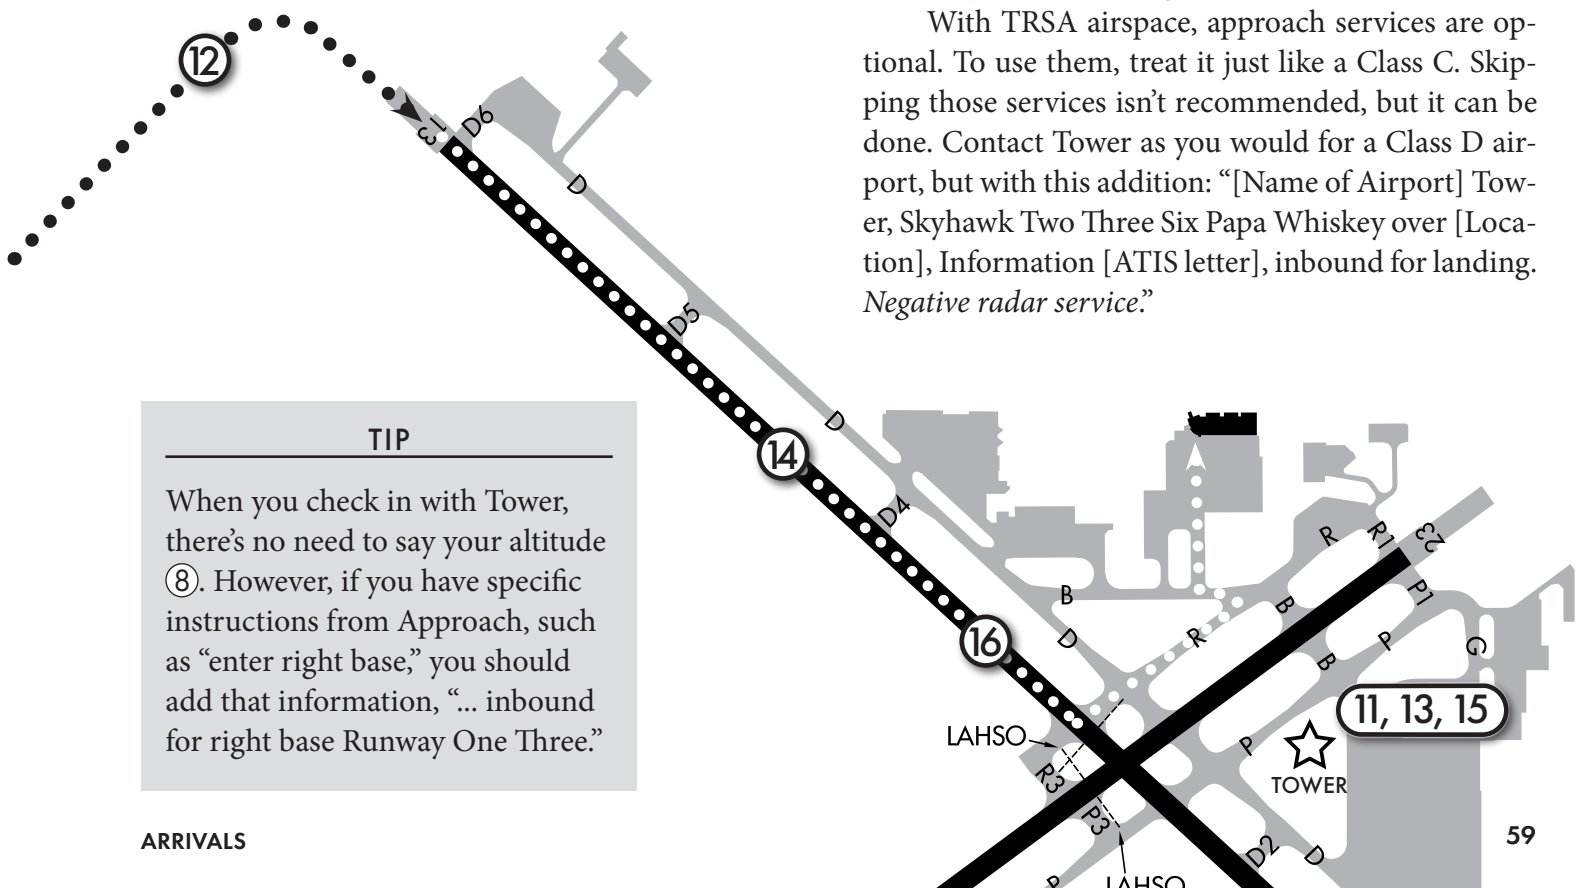 With TRSA airspace, approach services are op-
tional. To use them, treat it just like a Class C. Skip-
ping those services isn’t recommended, but it can be
done. Contact Tower as you would for a Class D air-
port, but with this addition: “[Name of Airport] Tow-
er, Skyhawk Two Three Six Papa Whiskey over [Loca-
tion], Information [ATIS letter], inbound for landing.
Negative radar service.”
12
13
D6
D
D5
D
14
D4
16
B
D
R
B
R
R1
23
P1
P
B
G
P
11, 13, 15
TOWER
LAHSO
R3
P3
D2
D
P
LAHSO
TIP
When you check in with Tower,
there’s no need to say your altitude
8. However, if you have specific
instructions from Approach, such
as “enter right base,” you should
add that information, “... inbound
for right base Runway One Three.”
ARRIVALS
59